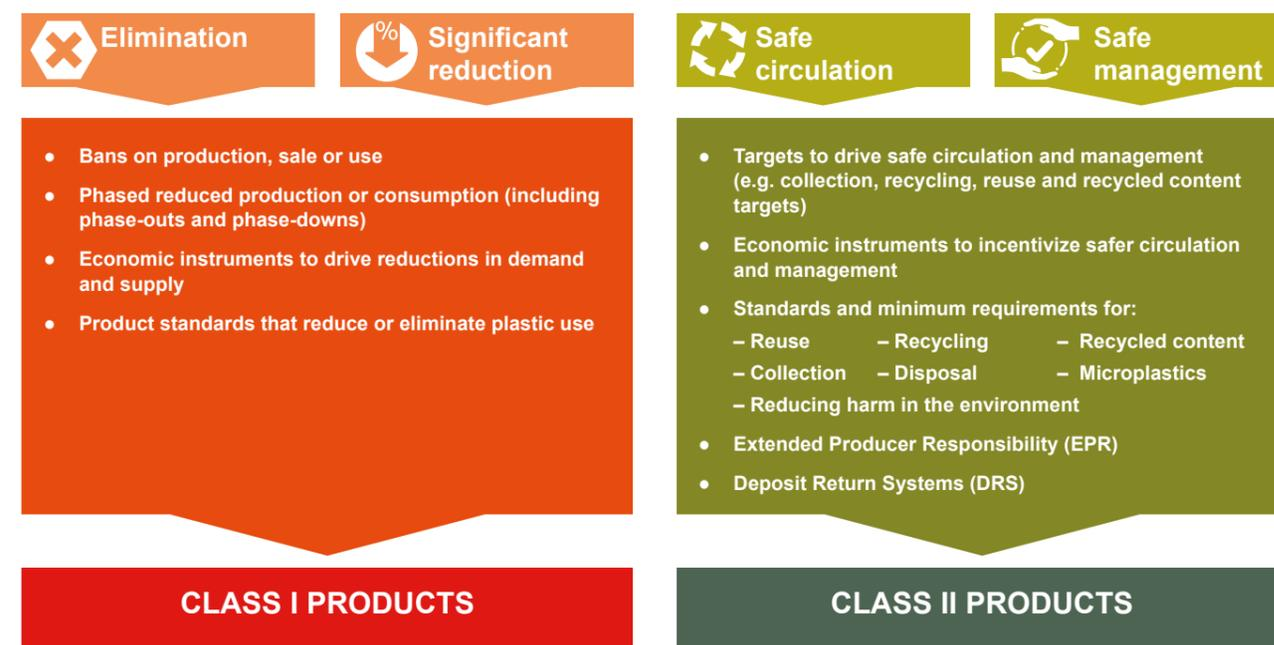 Elimination
%
Significant
reduction
● Bans on production, sale or use
● Phased reduced production or consumption (including
phase-outs and phase-downs)
● Economic instruments to drive reductions in demand
and supply
● Product standards that reduce or eliminate plastic use
CLASS I PRODUCTS
Safe
circulation
Safe
management
● Targets to drive safe circulation and management
(e.g. collection, recycling, reuse and recycled content
targets)
● Economic instruments to incentivize safer circulation
and management
● Standards and minimum requirements for:
– Reuse – Recycling – Recycled content
– Collection – Disposal – Microplastics
– Reducing harm in the environment
● Extended Producer Responsibility (EPR)
● Deposit Return Systems (DRS)
CLASS II PRODUCTS